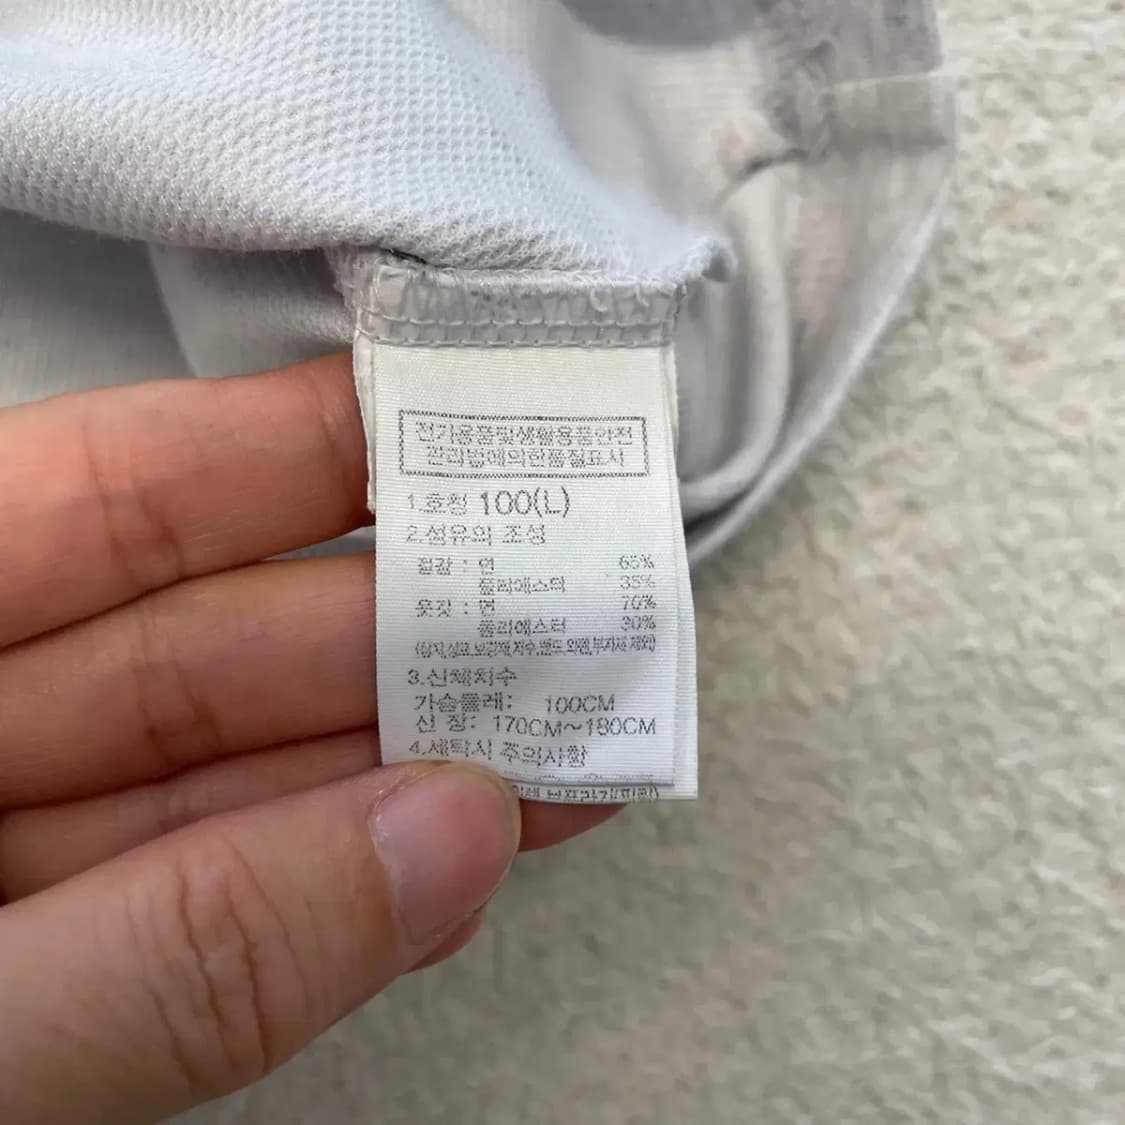 전기용품및생활용품안전
관리법에의한품질표시
1.호칭 100(L)
2.섬유의 조성
겉감 : 면 65%
폴리에스터 35%
옷깃 : 면 70%
폴리에스터 30%
3.신체치수
가슴둘레: 100CM
신 장: 170CM~180CM
4.세탁시 주의사항